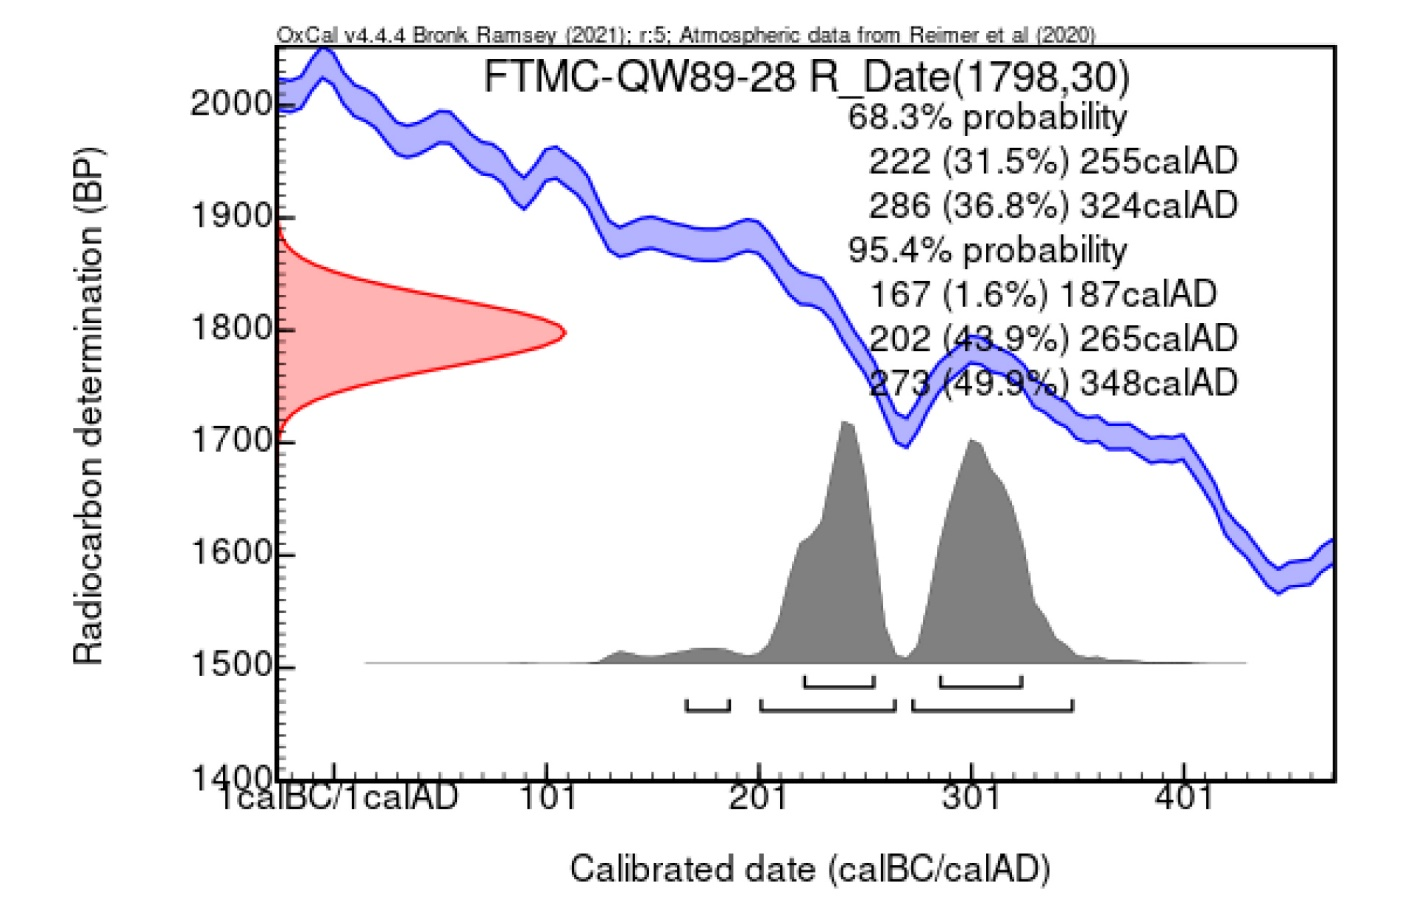 OxCal v4.4.4 Bronk Ramsey (2021); r:5; Atmospheric data from Reimer et al (2020)
FTMC-QW89-28 R_Date(1798,30)
68.3% probability
222 (31.5%) 255calAD
286 (36.8%) 324calAD
95.4% probability
167 (1.6%) 187calAD
202 (43.9%) 265calAD
273 (49.9%) 348calAD
Radiocarbon determination (BP)
2000
1900
1800
1700
1600
1500
1400
1calBC/1calAD 101 201 301 401
Calibrated date (calBC/calAD)